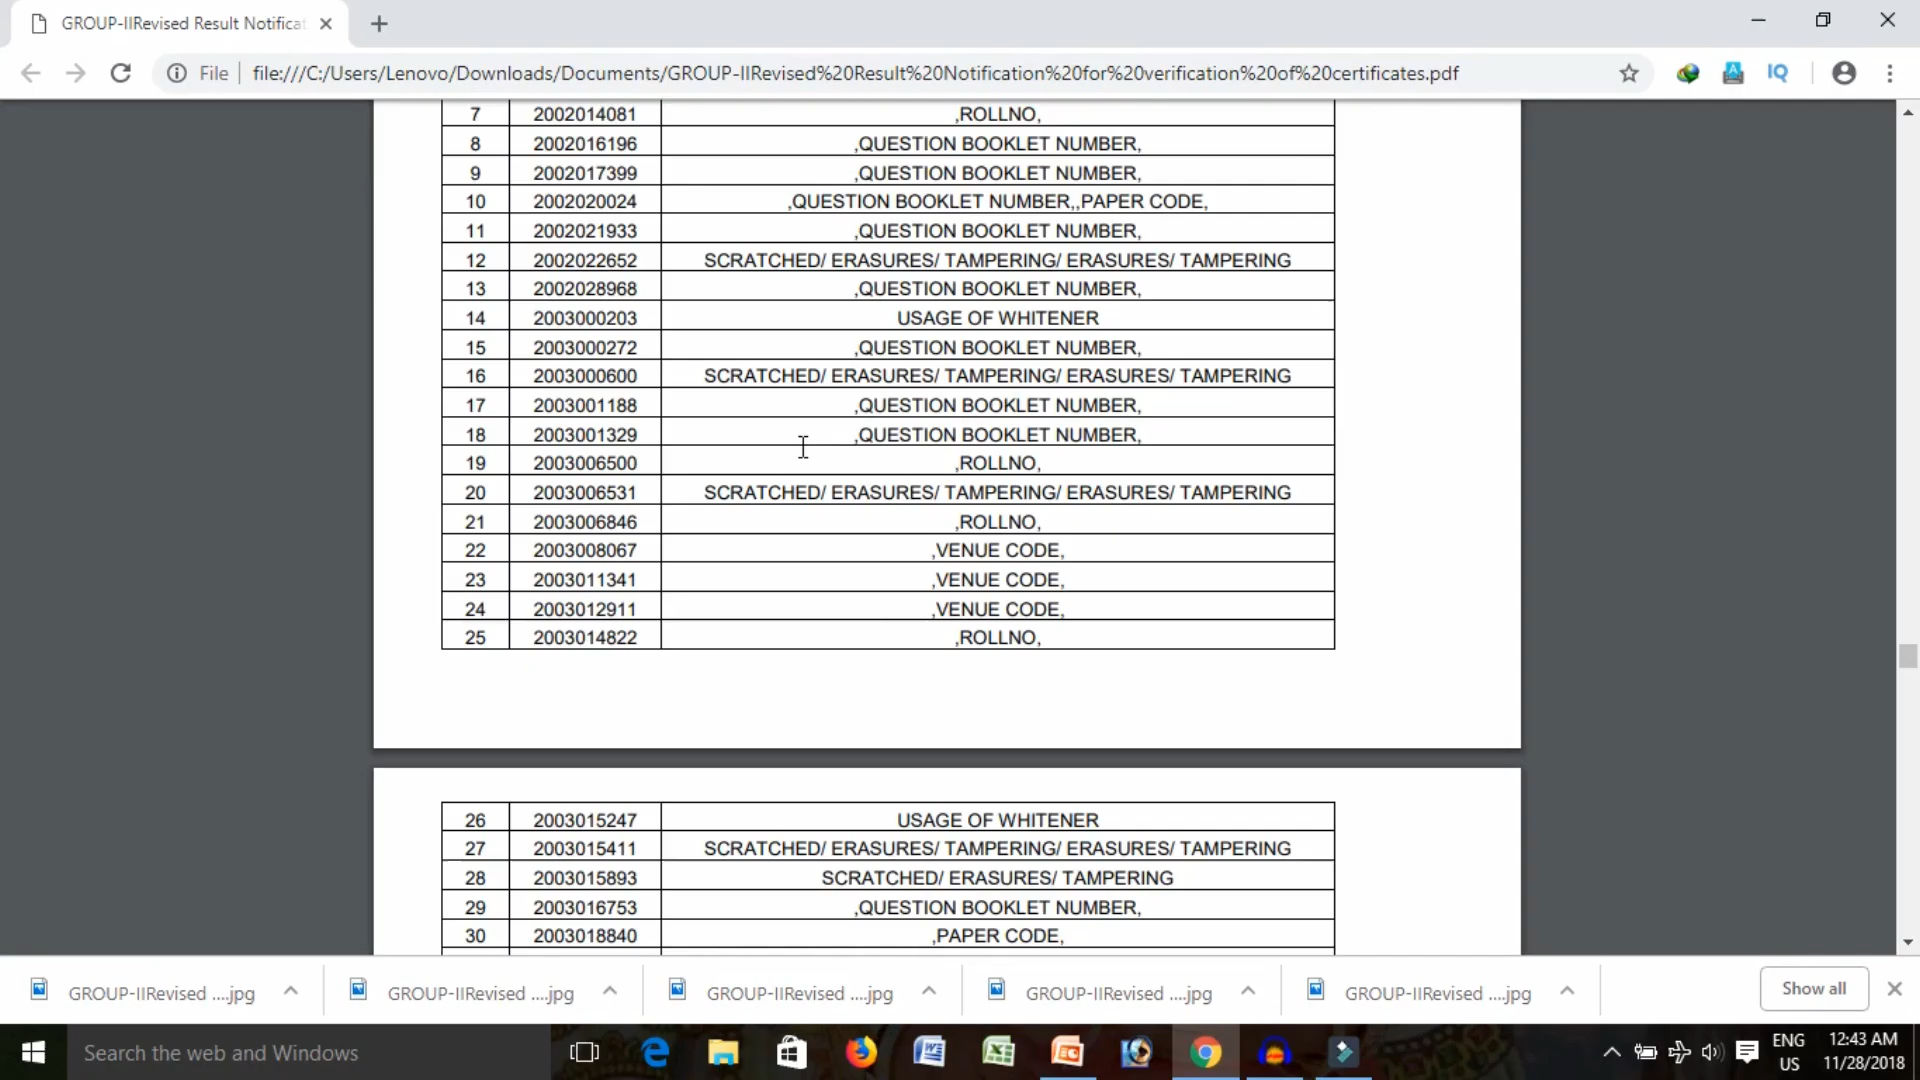 GROUP-IIRevised Result Notificat
File
file:///C:/Users/Lenovo/Downloads/Documents/GROUP-IIRevised%20Result%20Notification%20for%20verification%20of%20certificates.pdf
IQ
7 2002014081 ,ROLLNO,
8 2002016196 ,QUESTION BOOKLET NUMBER,
9 2002017399 ,QUESTION BOOKLET NUMBER,
10 2002020024 ,QUESTION BOOKLET NUMBER,,PAPER CODE,
11 2002021933 ,QUESTION BOOKLET NUMBER,
12 2002022652 SCRATCHED/ ERASURES/ TAMPERING/ ERASURES/ TAMPERING
13 2002028968 ,QUESTION BOOKLET NUMBER,
14 2003000203 USAGE OF WHITENER
15 2003000272 ,QUESTION BOOKLET NUMBER,
16 2003000600 SCRATCHED/ ERASURES/ TAMPERING/ ERASURES/ TAMPERING
17 2003001188 ,QUESTION BOOKLET NUMBER,
18 2003001329 ,QUESTION BOOKLET NUMBER,
19 2003006500 ,ROLLNO,
20 2003006531 SCRATCHED/ ERASURES/ TAMPERING/ ERASURES/ TAMPERING
21 2003006846 ,ROLLNO,
22 2003008067 ,VENUE CODE,
23 2003011341 ,VENUE CODE,
24 2003012911 ,VENUE CODE,
25 2003014822 ,ROLLNO,
26 2003015247 USAGE OF WHITENER
27 2003015411 SCRATCHED/ ERASURES/ TAMPERING/ ERASURES/ TAMPERING
28 2003015893 SCRATCHED/ ERASURES/ TAMPERING
29 2003016753 ,QUESTION BOOKLET NUMBER,
30 2003018840 ,PAPER CODE,
GROUP-IIRevised ....jpg GROUP-IIRevised ....jpg GROUP-IIRevised ....jpg GROUP-IIRevised ....jpg GROUP-IIRevised ....jpg Show all
Search the web and Windows
ENG 12:43 AM
US 11/28/2018